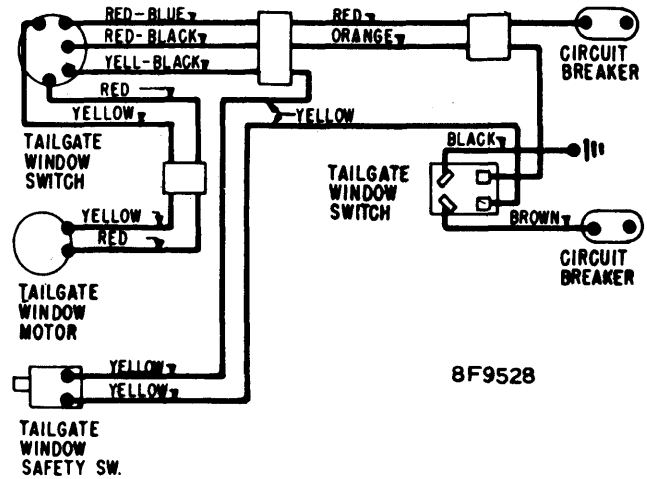 RED-BLUE
RED
RED-BLACK
ORANGE
CIRCUIT
BREAKER
YELL-BLACK
RED
YELLOW
YELLOW
TAILGATE
WINDOW
SWITCH
BLACK
TAILGATE
WINDOW
SWITCH
YELLOW
RED
BROWN
CIRCUIT
BREAKER
TAILGATE
WINDOW
MOTOR
YELLOW
YELLOW
8F9528
TAILGATE
WINDOW
SAFETY SW.